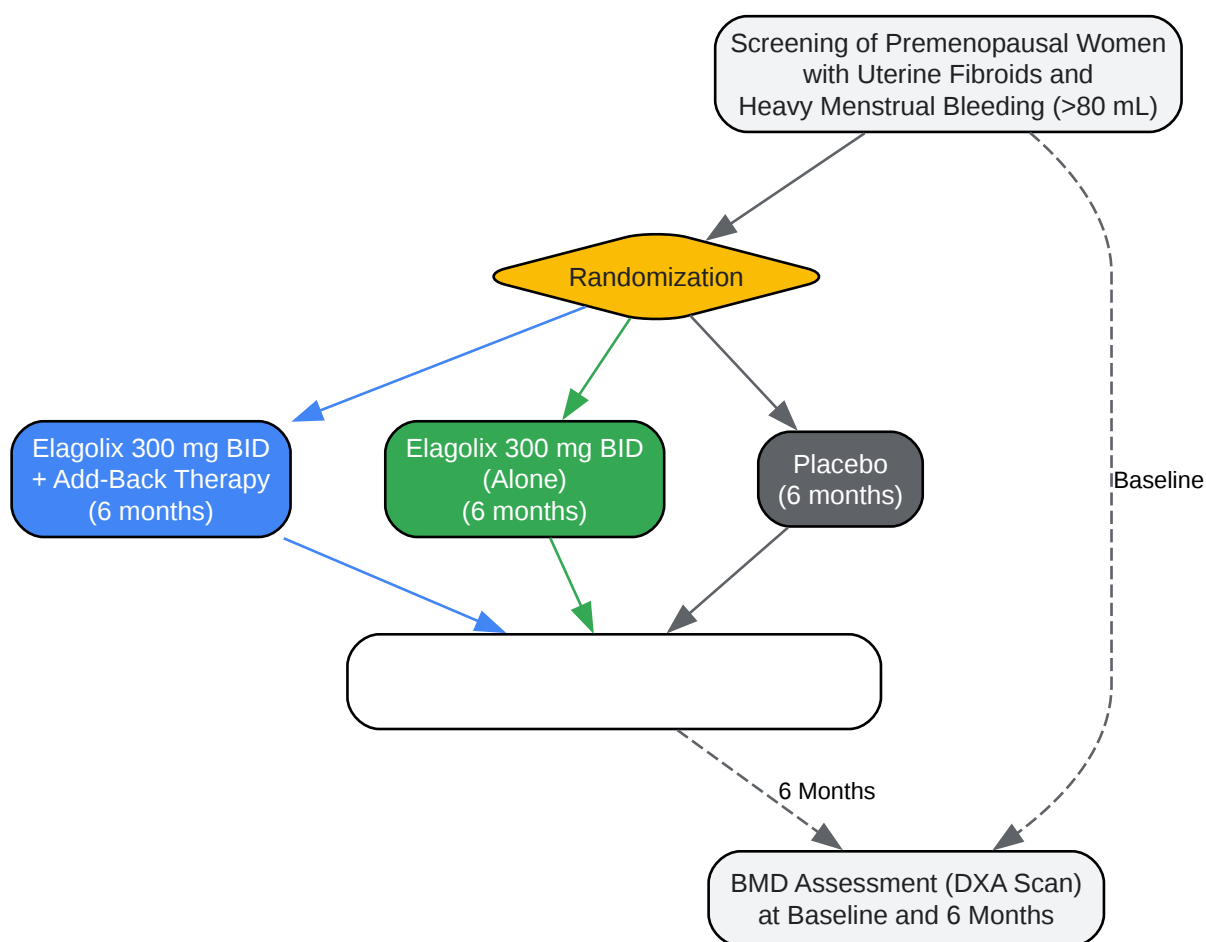 Screening of Premenopausal Women
with Uterine Fibroids and
Heavy Menstrual Bleeding (>80 mL)
Randomization
Elagolix 300 mg BID
+ Add-Back Therapy
(6 months)
Elagolix 300 mg BID
(Alone)
(6 months)
Placebo
(6 months)
Baseline
6 Months
BMD Assessment (DXA Scan)
at Baseline and 6 Months